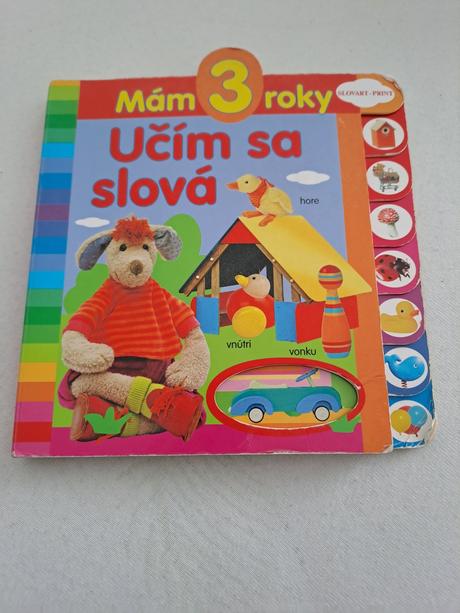 Mám 3 roky
SLOVART - PRINT
Učím sa
slová
hore
vnútri
vonku